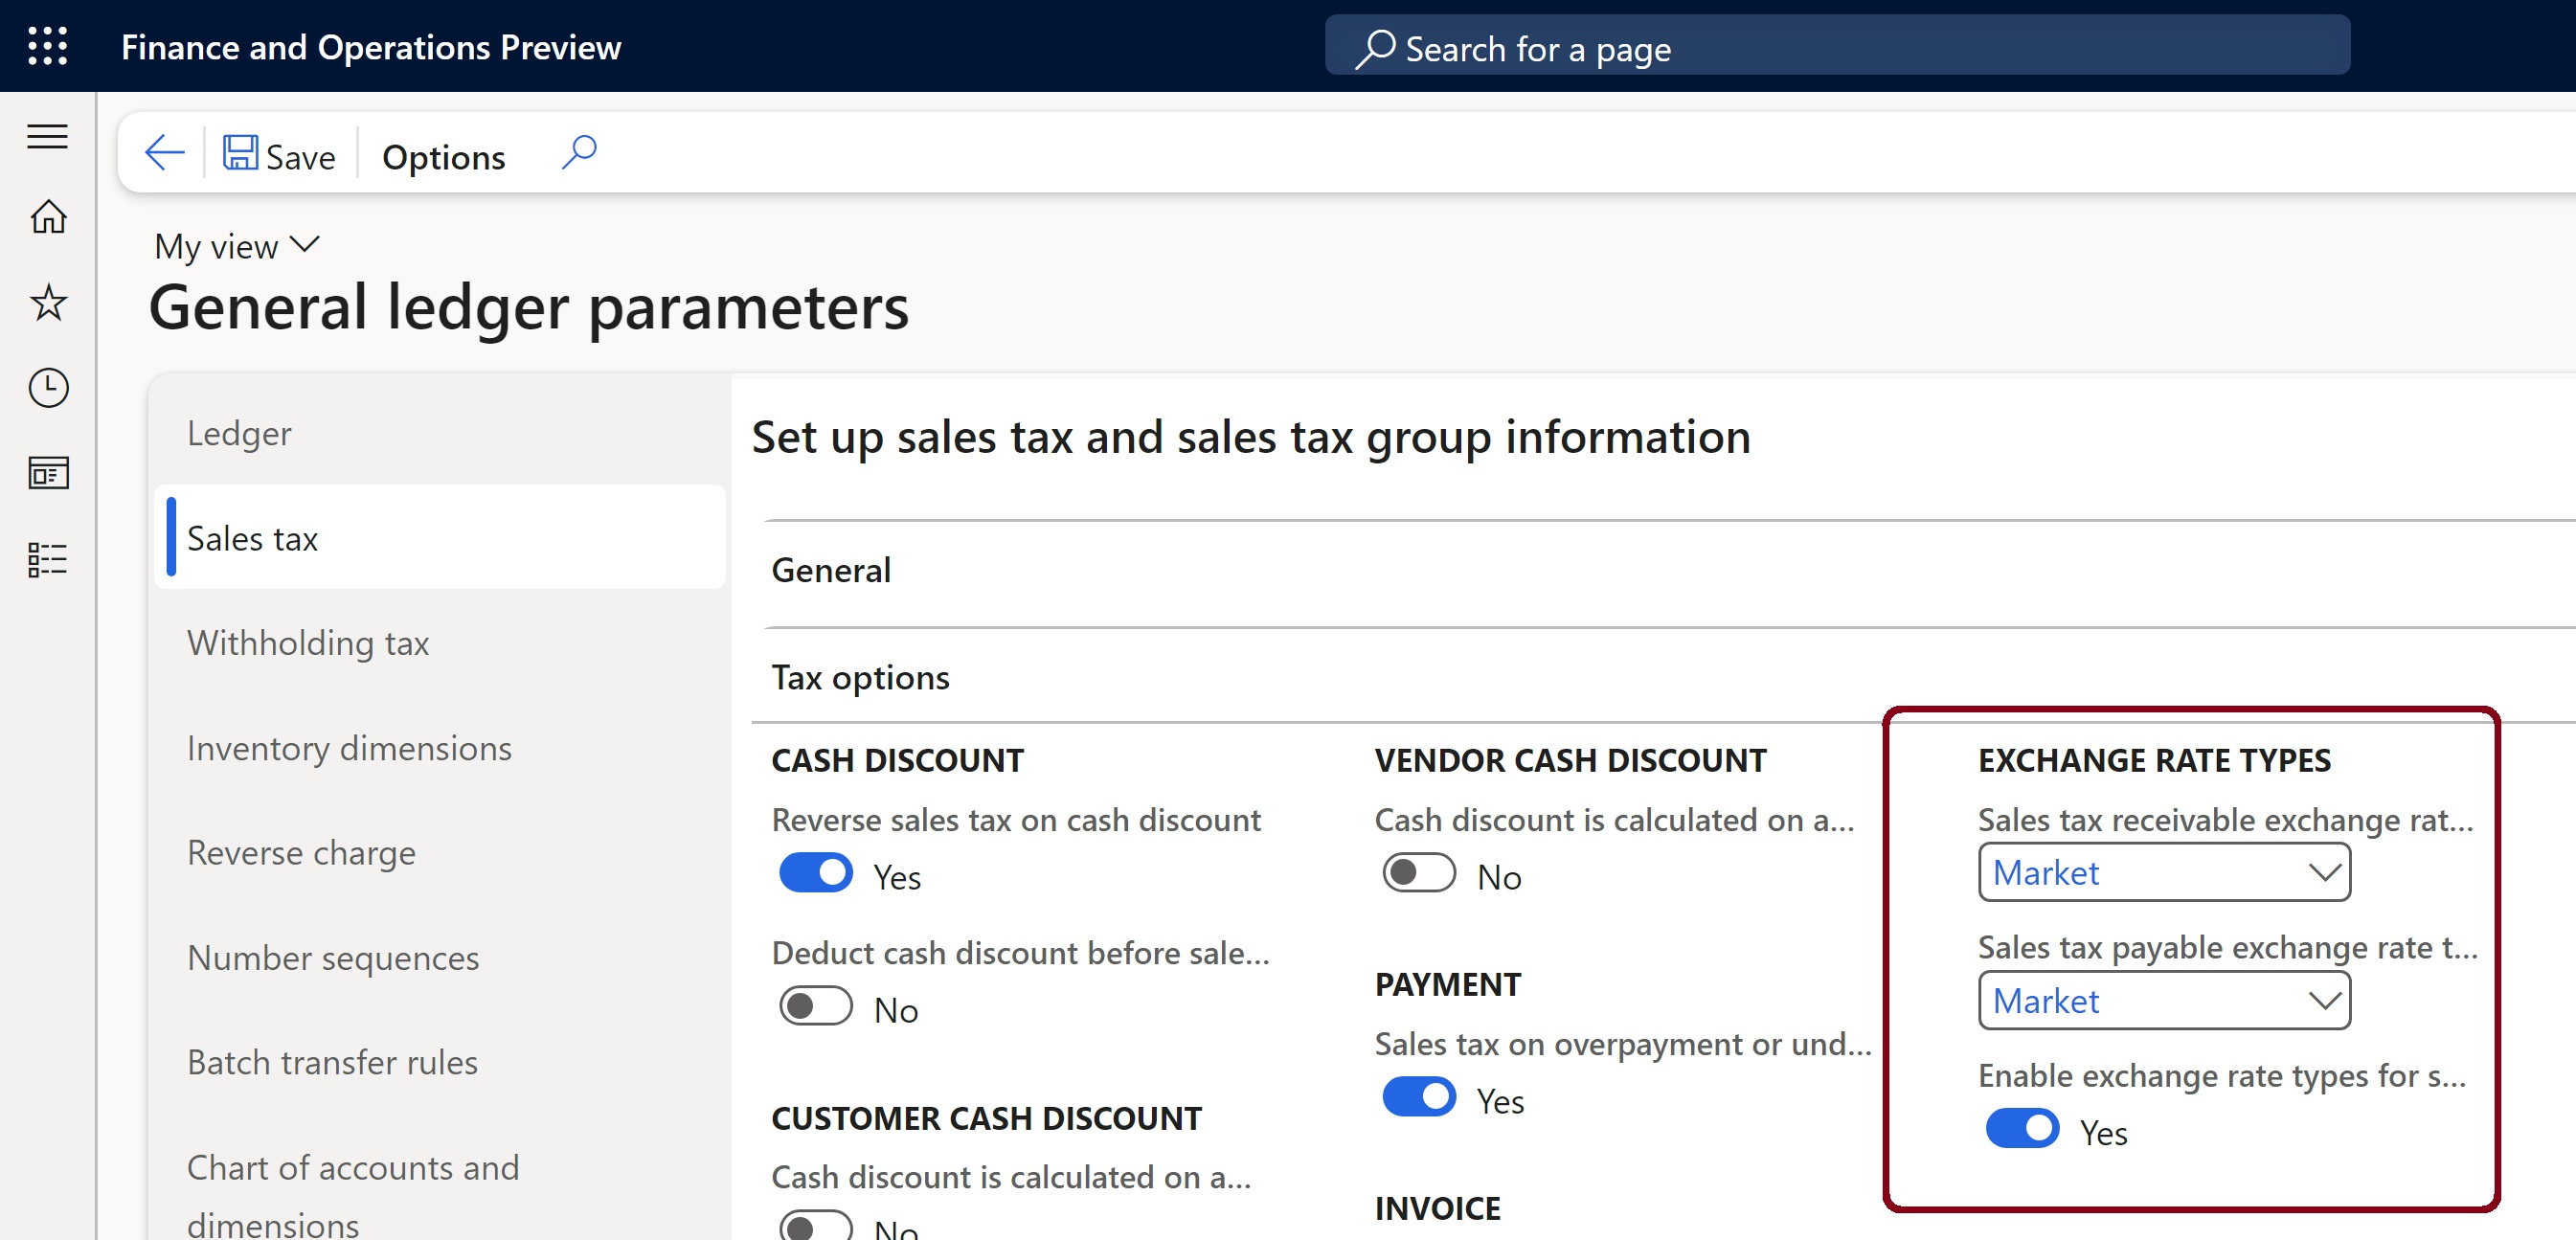 Finance and Operations Preview
Search for a page
Save
Options
My view
General ledger parameters
Ledger
Sales tax
Withholding tax
Inventory dimensions
Reverse charge
Number sequences
Batch transfer rules
Chart of accounts and
dimensions
Set up sales tax and sales tax group information
General
Tax options
CASH DISCOUNT
Reverse sales tax on cash discount
Yes
Deduct cash discount before sale...
No
CUSTOMER CASH DISCOUNT
Cash discount is calculated on a...
No
VENDOR CASH DISCOUNT
Cash discount is calculated on a...
No
PAYMENT
Sales tax on overpayment or und...
Yes
INVOICE
EXCHANGE RATE TYPES
Sales tax receivable exchange rat...
Market
Sales tax payable exchange rate t...
Market
Enable exchange rate types for s...
Yes